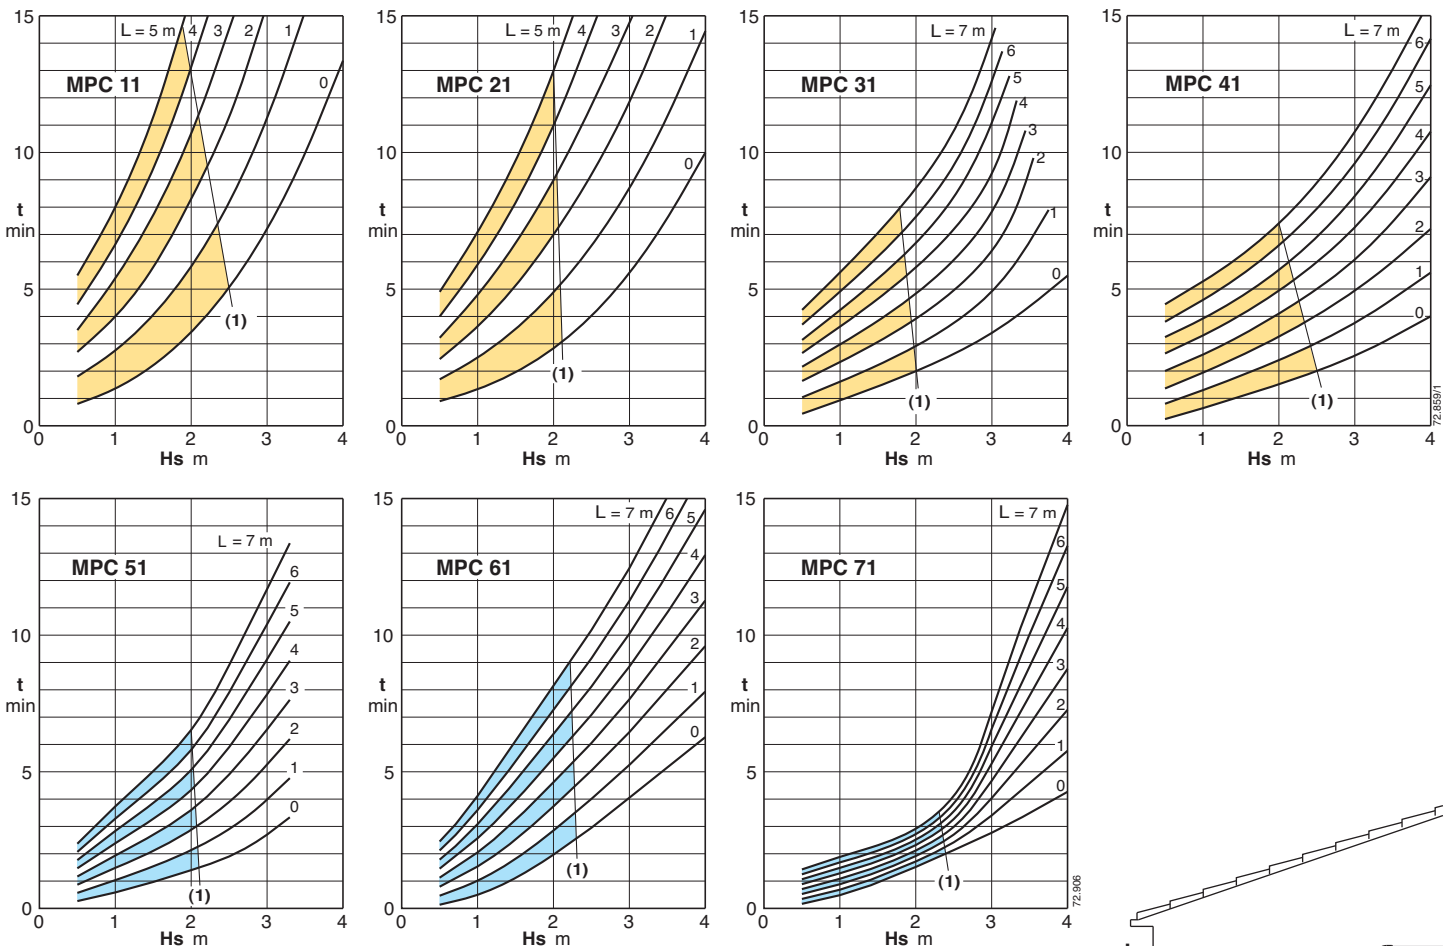 15
L = 5 m 4 3 2 1
0
MPC 11
10
t
min
5
(1)
0
0 1 2 3 4
Hs m
15
L = 5 m 4 3 2 1
0
MPC 21
10
t
min
5
(1)
0
0 1 2 3 4
Hs m
15
L = 7 m
6
5
4
3
2
1
0
MPC 31
10
t
min
5
(1)
0
0 1 2 3 4
Hs m
15
L = 7 m
6
5
4
3
2
1
0
MPC 41
10
t
min
5
(1)
0
0 1 2 3 4
Hs m
72.859/1
15
L = 7 m
6
5
4
3
2
1
0
MPC 51
10
t
min
5
(1)
0
0 1 2 3 4
Hs m
15
L = 7 m 6 5
4
3
2
1
0
MPC 61
10
t
min
5
(1)
0
0 1 2 3 4
Hs m
15
L = 7 m
6
5
4
3
2
1
0
MPC 71
10
t
min
5
(1)
0
0 1 2 3 4
Hs m
72.906